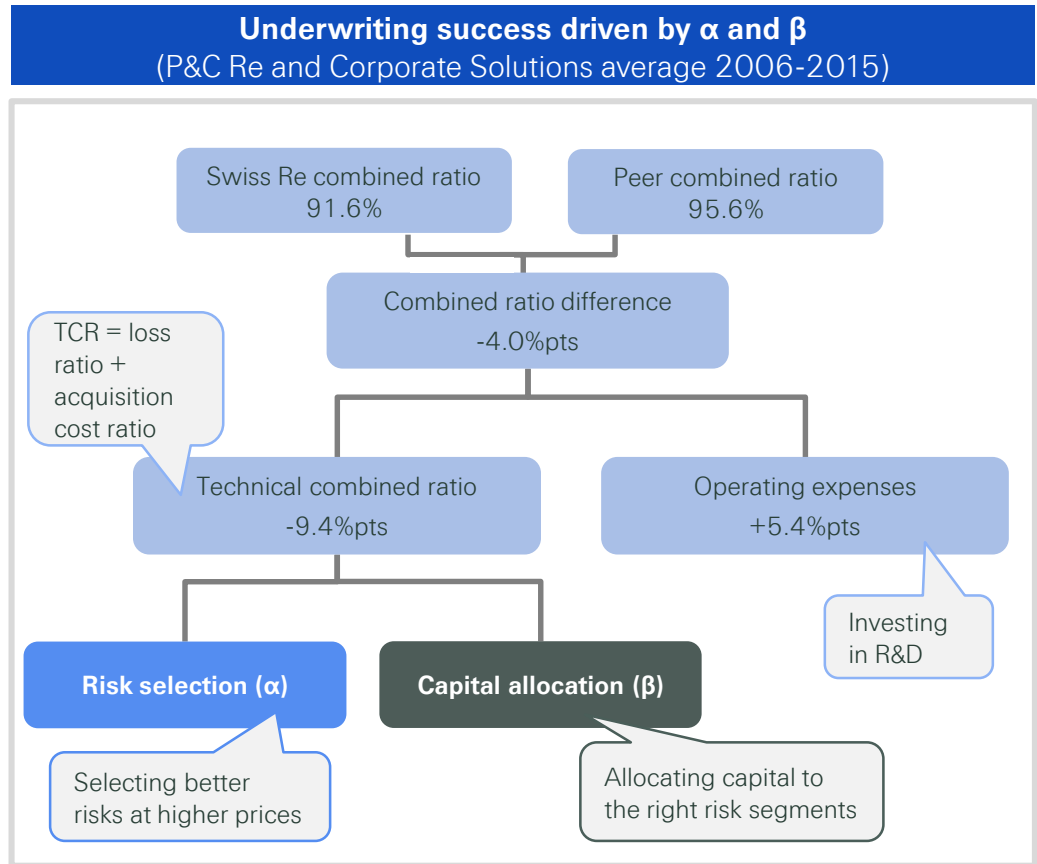 Underwriting success driven by α and β
(P&C Re and Corporate Solutions average 2006-2015)
Swiss Re combined ratio
91.6%
Peer combined ratio
95.6%
Combined ratio difference
-4.0%pts
TCR = loss
ratio +
acquisition
cost ratio
Technical combined ratio
-9.4%pts
Operating expenses
+5.4%pts
Investing
in R&D
Risk selection (α)
Capital allocation (β)
Selecting better
risks at higher prices
Allocating capital to
the right risk segments